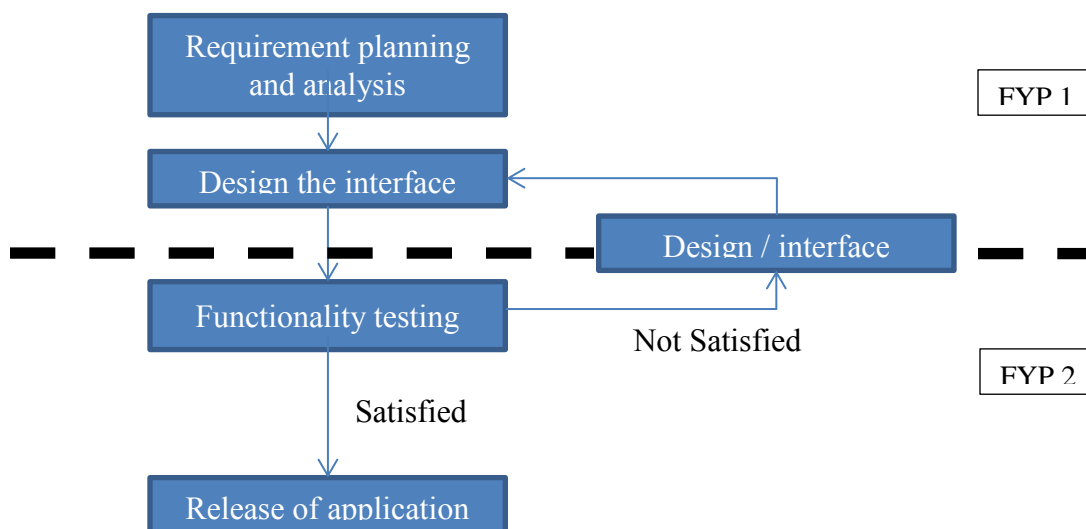 Requirement planning
and analysis
FYP 1
Design the interface
Design / interface
Functionality testing
Not Satisfied
FYP 2
Satisfied
Release of application